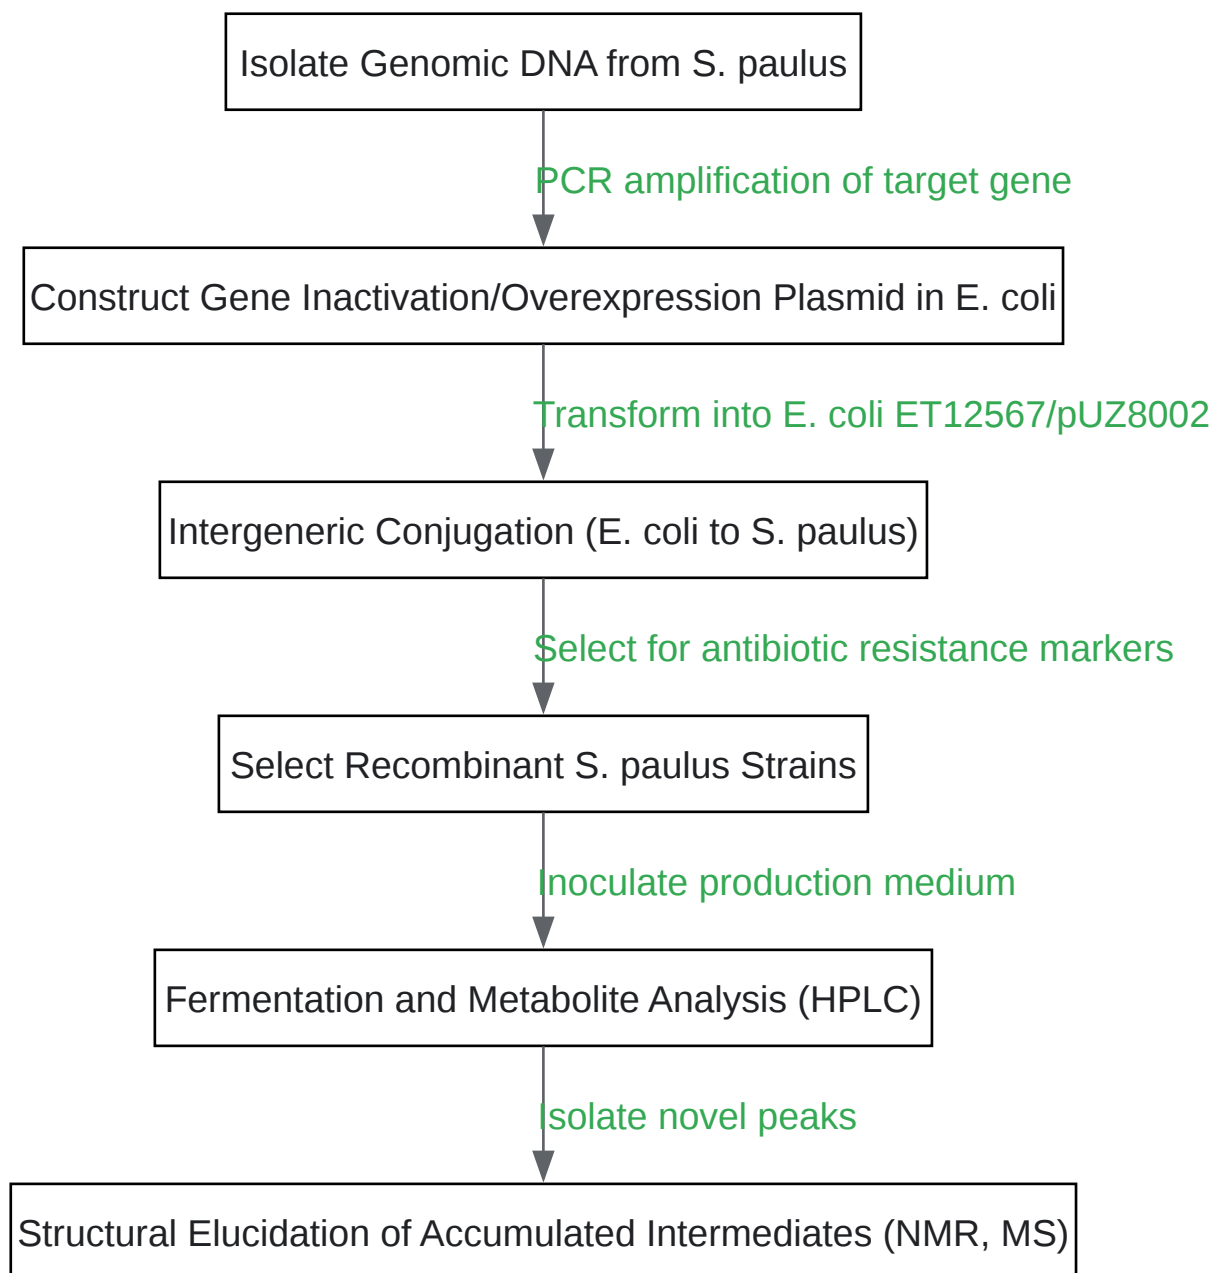 Isolate Genomic DNA from S. paulus
PCR amplification of target gene
Construct Gene Inactivation/Overexpression Plasmid in E. coli
Transform into E. coli ET12567/pUZ8002
Intergeneric Conjugation (E. coli to S. paulus)
Select for antibiotic resistance markers
Select Recombinant S. paulus Strains
Inoculate production medium
Fermentation and Metabolite Analysis (HPLC)
Isolate novel peaks
Structural Elucidation of Accumulated Intermediates (NMR, MS)